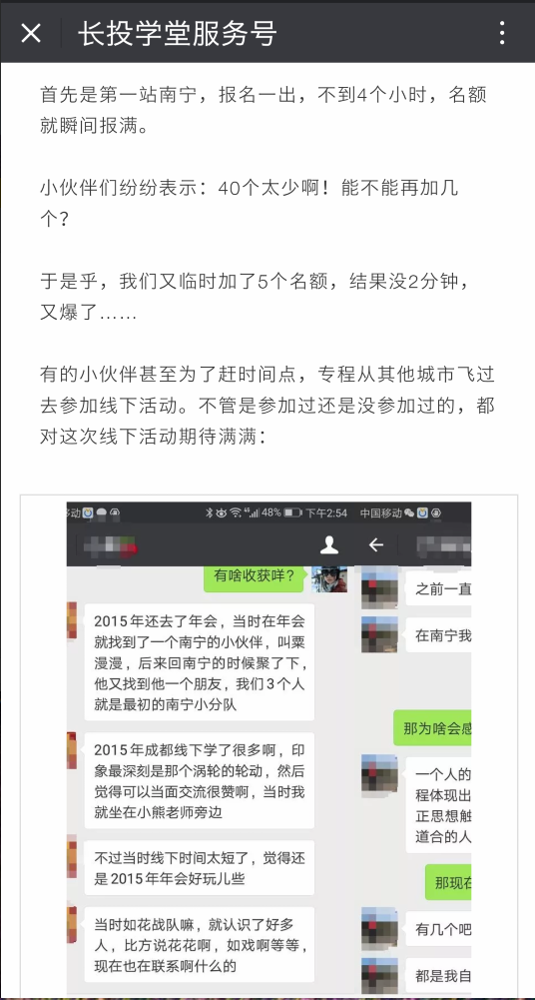 长投学堂服务号
首先是第一站南宁，报名一出，不到4个小时，名额
就瞬间报满。
小伙伴们纷纷表示：40个太少啊！能不能再加几
个？
于是乎，我们又临时加了5个名额，结果没2分钟，
又爆了……
有的小伙伴甚至为了赶时间点，专程从其他城市飞过
去参加线下活动。不管是参加过还是没参加过的，都
对这次线下活动期待满满：
移动
48% 下午2:54
有啥收获咩？
2015年还去了年会，当时在年会
就找到了一个南宁的小伙伴，叫粟
漫漫，后来回南宁的时候聚了下，
他又找到他一个朋友，我们3个人
就是最初的南宁小分队
2015年成都线下学了很多啊，印
象最深刻是那个涡轮的轮动，然后
觉得可以当面交流很赞啊，当时我
就坐在小熊老师旁边
不过当时线下时间太短了，觉得还
是2015年年会好玩儿些
当时如花战队嘛，就认识了好多
人，比方说花花啊，如戏啊等等，
现在也在联系啊什么的
中国移动
之前一直
在南宁我
那为啥会感
一个人的
程体现出
正思想触
道合的人
那现在
有几个吧
都是我自